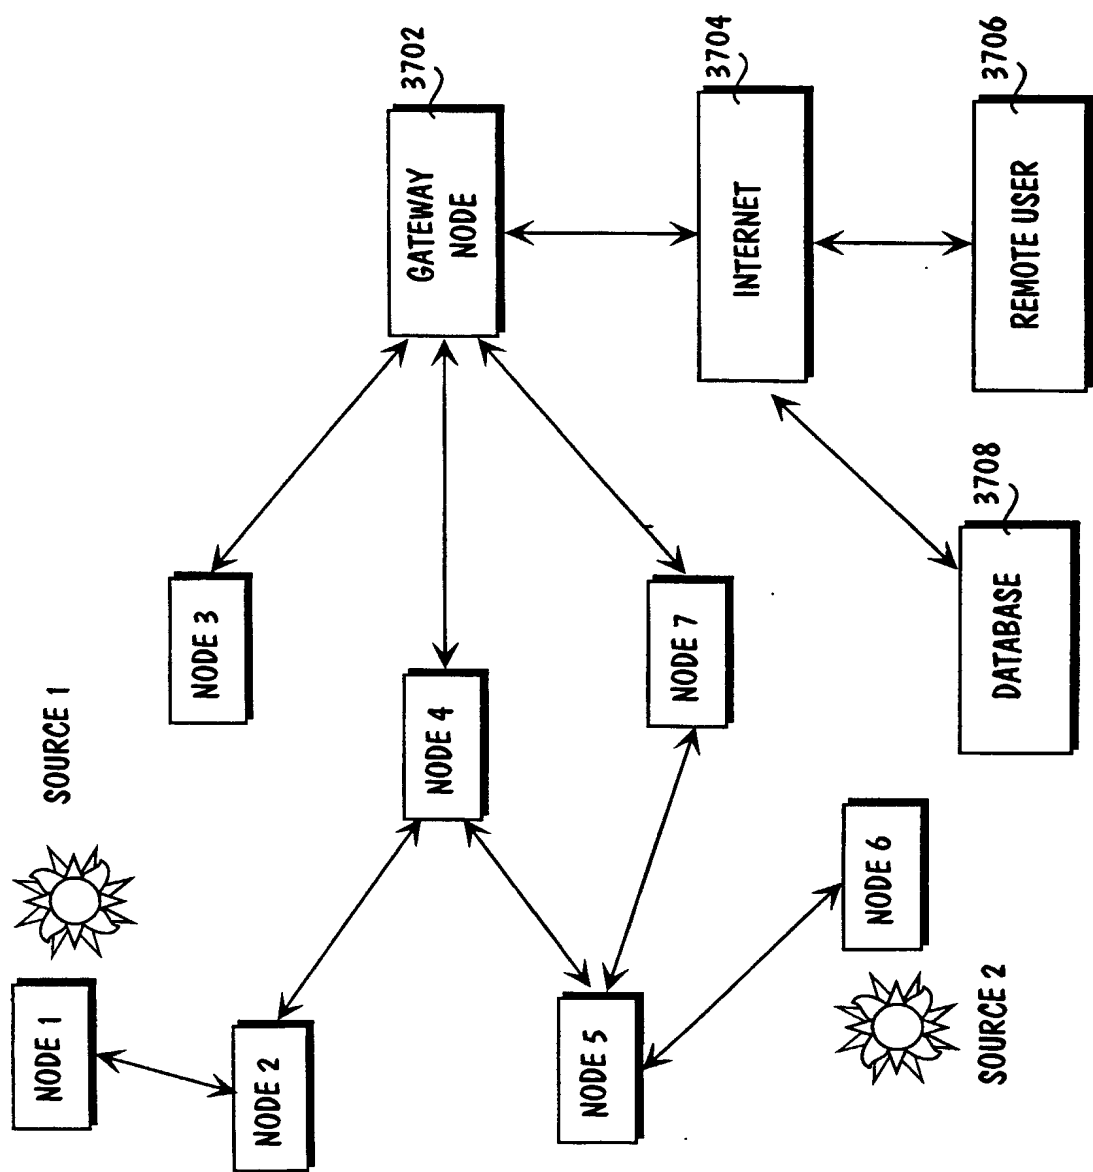 NODE 1
SOURCE 1
NODE 3
3702
GATEWAY
NODE
NODE 2
NODE 4
3704
INTERNET
NODE 5
NODE 7
3706
REMOTE USER
SOURCE 2
NODE 6
3708
DATABASE